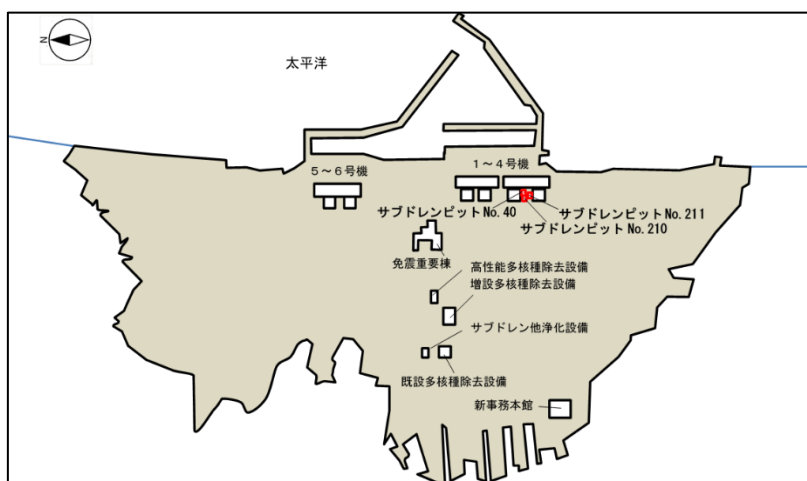 N
太平洋
１～４号機
５～６号機
サブドレンピットNo.40
サブドレンピットNo.211
サブドレンピットNo.210
免震重要棟
高性能多核種除去設備
増設多核種除去設備
サブドレン他浄化設備
既設多核種除去設備
新事務本館